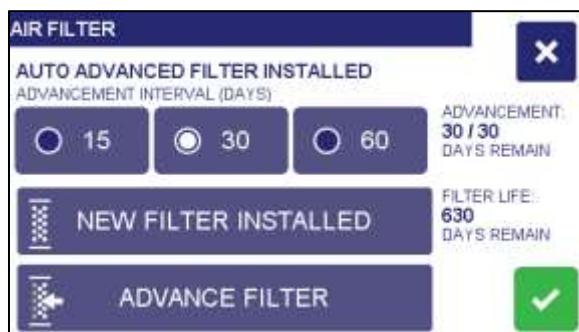 AIR FILTER
AUTO ADVANCED FILTER INSTALLED
ADVANCEMENT INTERVAL (DAYS)
15
30
60
ADVANCEMENT:
30 / 30
DAYS REMAIN
NEW FILTER INSTALLED
FILTER LIFE:
630
DAYS REMAIN
ADVANCE FILTER